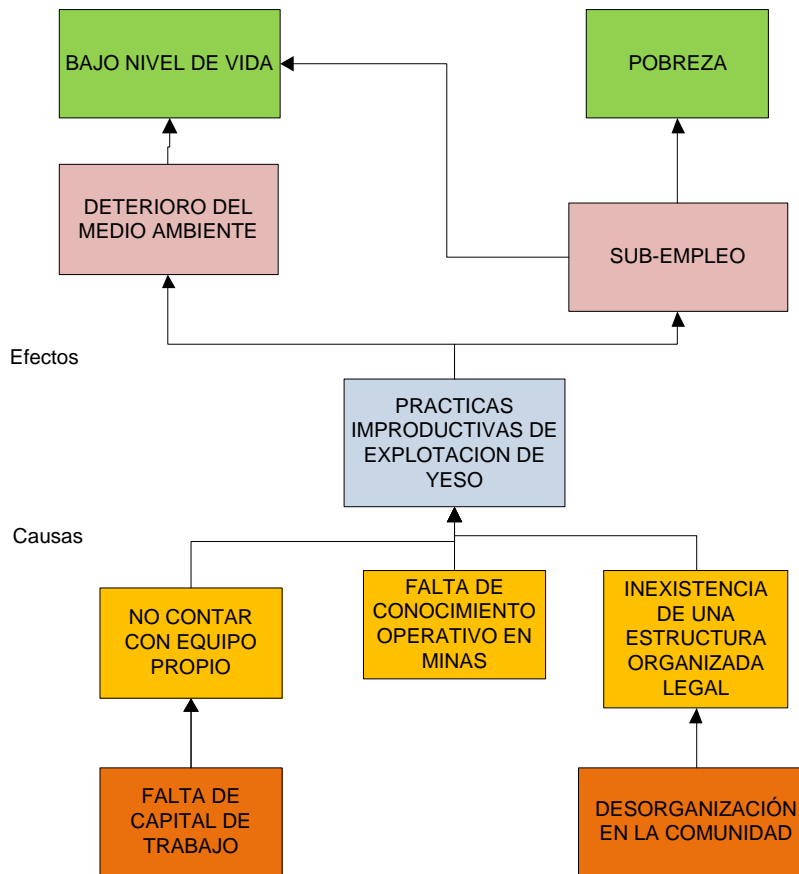 BAJO NIVEL DE VIDA
POBREZA
DETERIORO DEL
MEDIO AMBIENTE
SUB-EMPLEO
Efectos
PRACTICAS
IMPRODUCTIVAS DE
EXPLOTACION DE
YESO
Causas
NO CONTAR
CON EQUIPO
PROPIO
FALTA DE
CONOCIMIENTO
OPERATIVO EN
MINAS
INEXISTENCIA
DE UNA
ESTRUCTURA
ORGANIZADA
LEGAL
FALTA DE
CAPITAL DE
TRABAJO
DESORGANIZACIÓN
EN LA COMUNIDAD